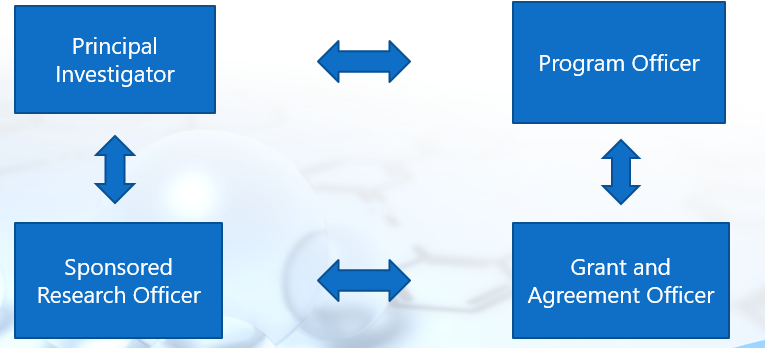 Principal
Investigator
Program Officer
Sponsored
Research Officer
Grant and
Agreement Officer